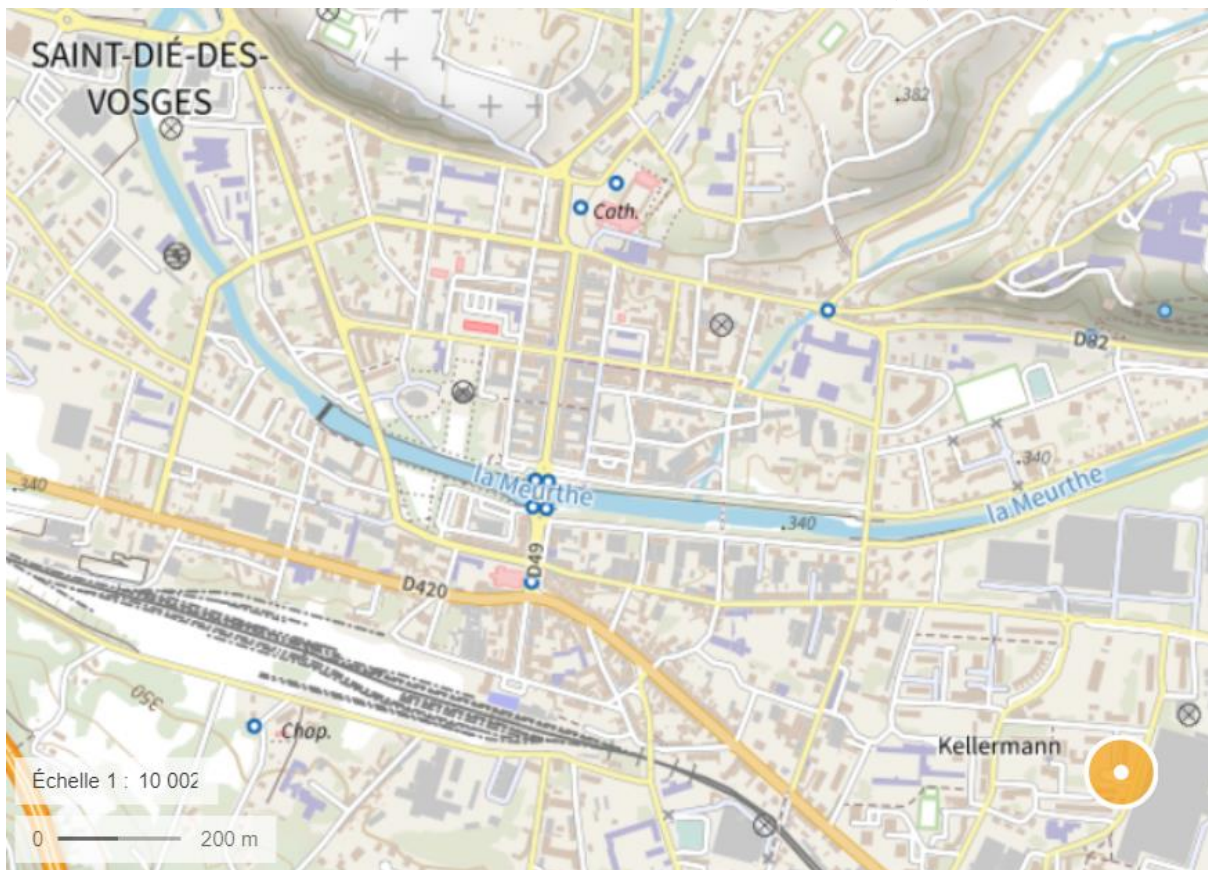 SAINT-DIÉ-DES-
VOSGES
382
Cath.
D82
la Meurthe
340
la Meurthe
340
340
D49
D420
350
Chap.
Kellermann
Échelle 1 : 10 002
0 200 m